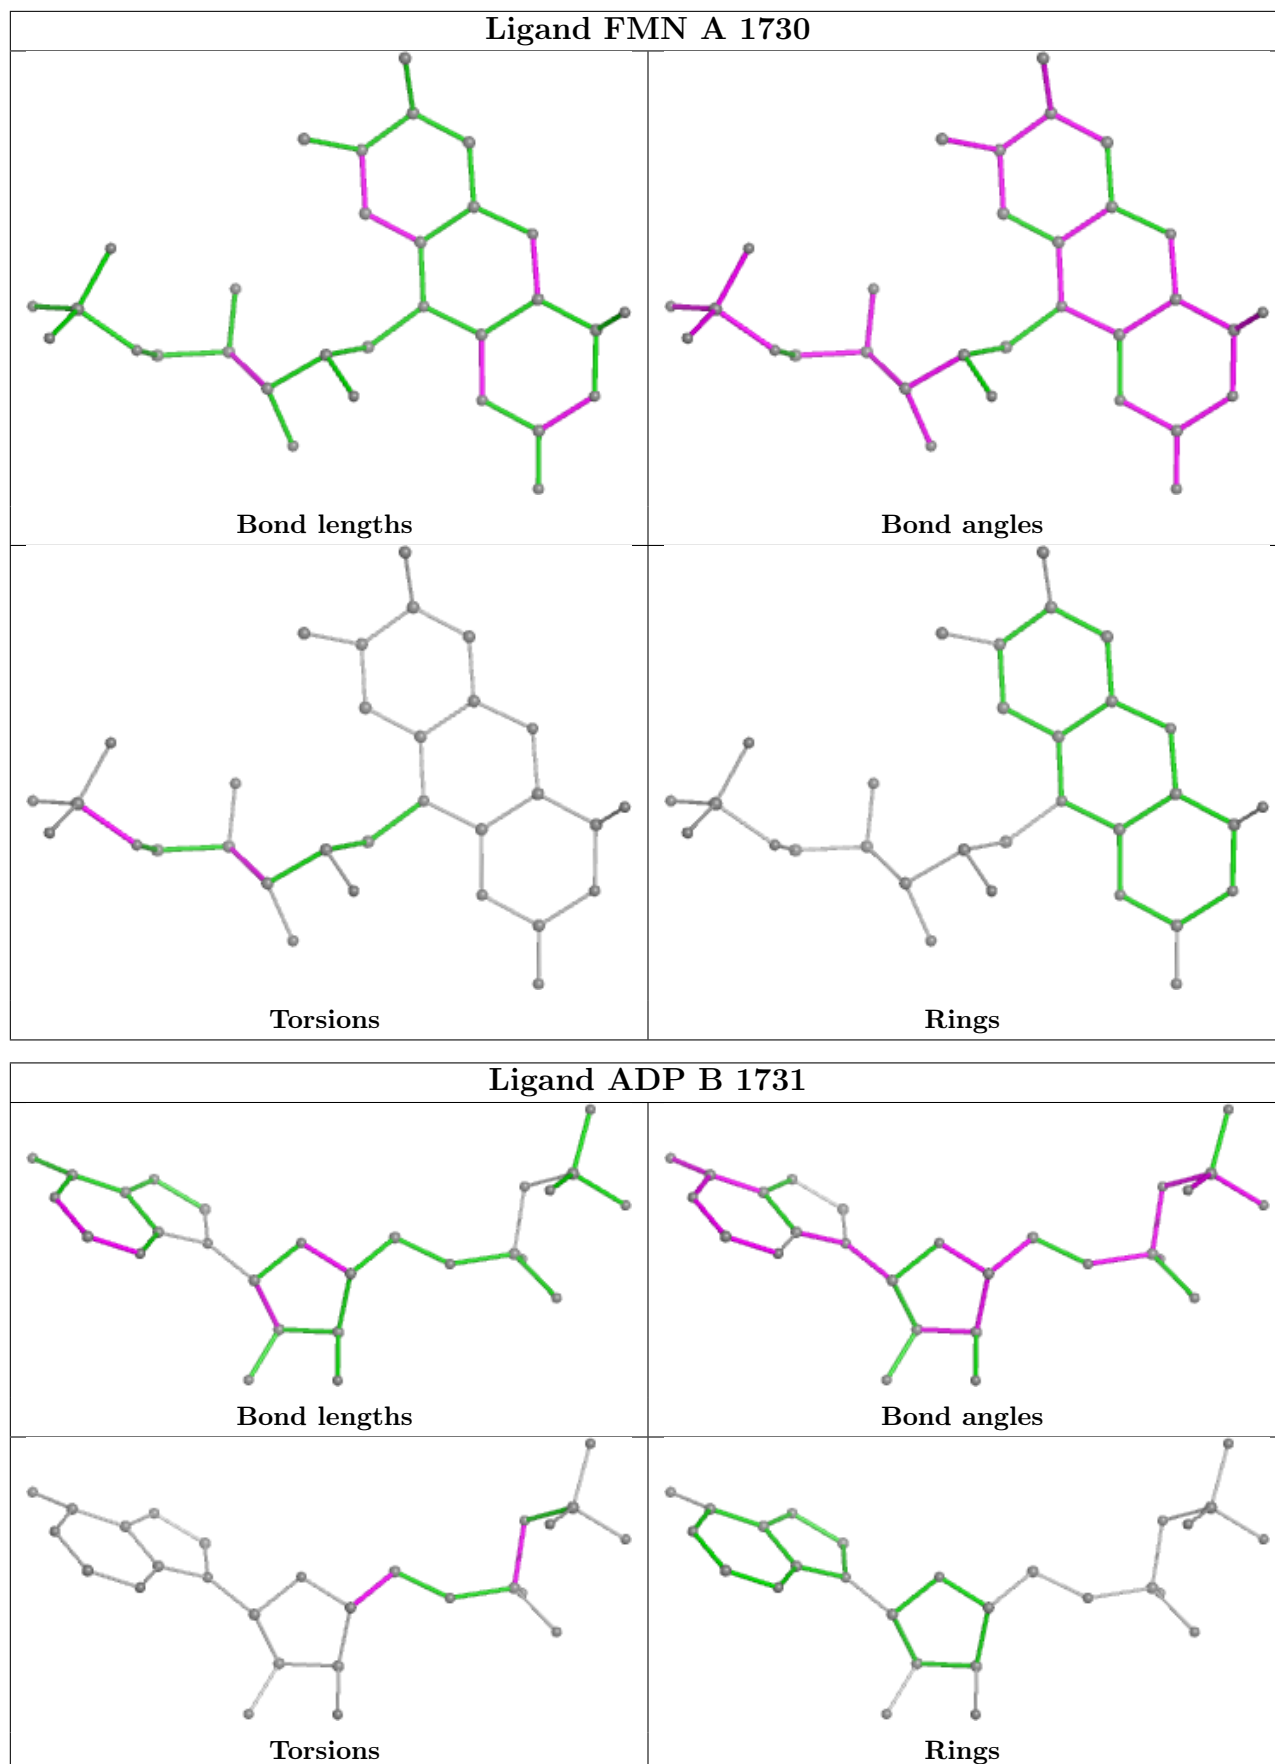 Ligand FMN A 1730
Bond lengths
Bond angles
Torsions
Rings
Ligand ADP B 1731
Bond lengths
Bond angles
Torsions
Rings